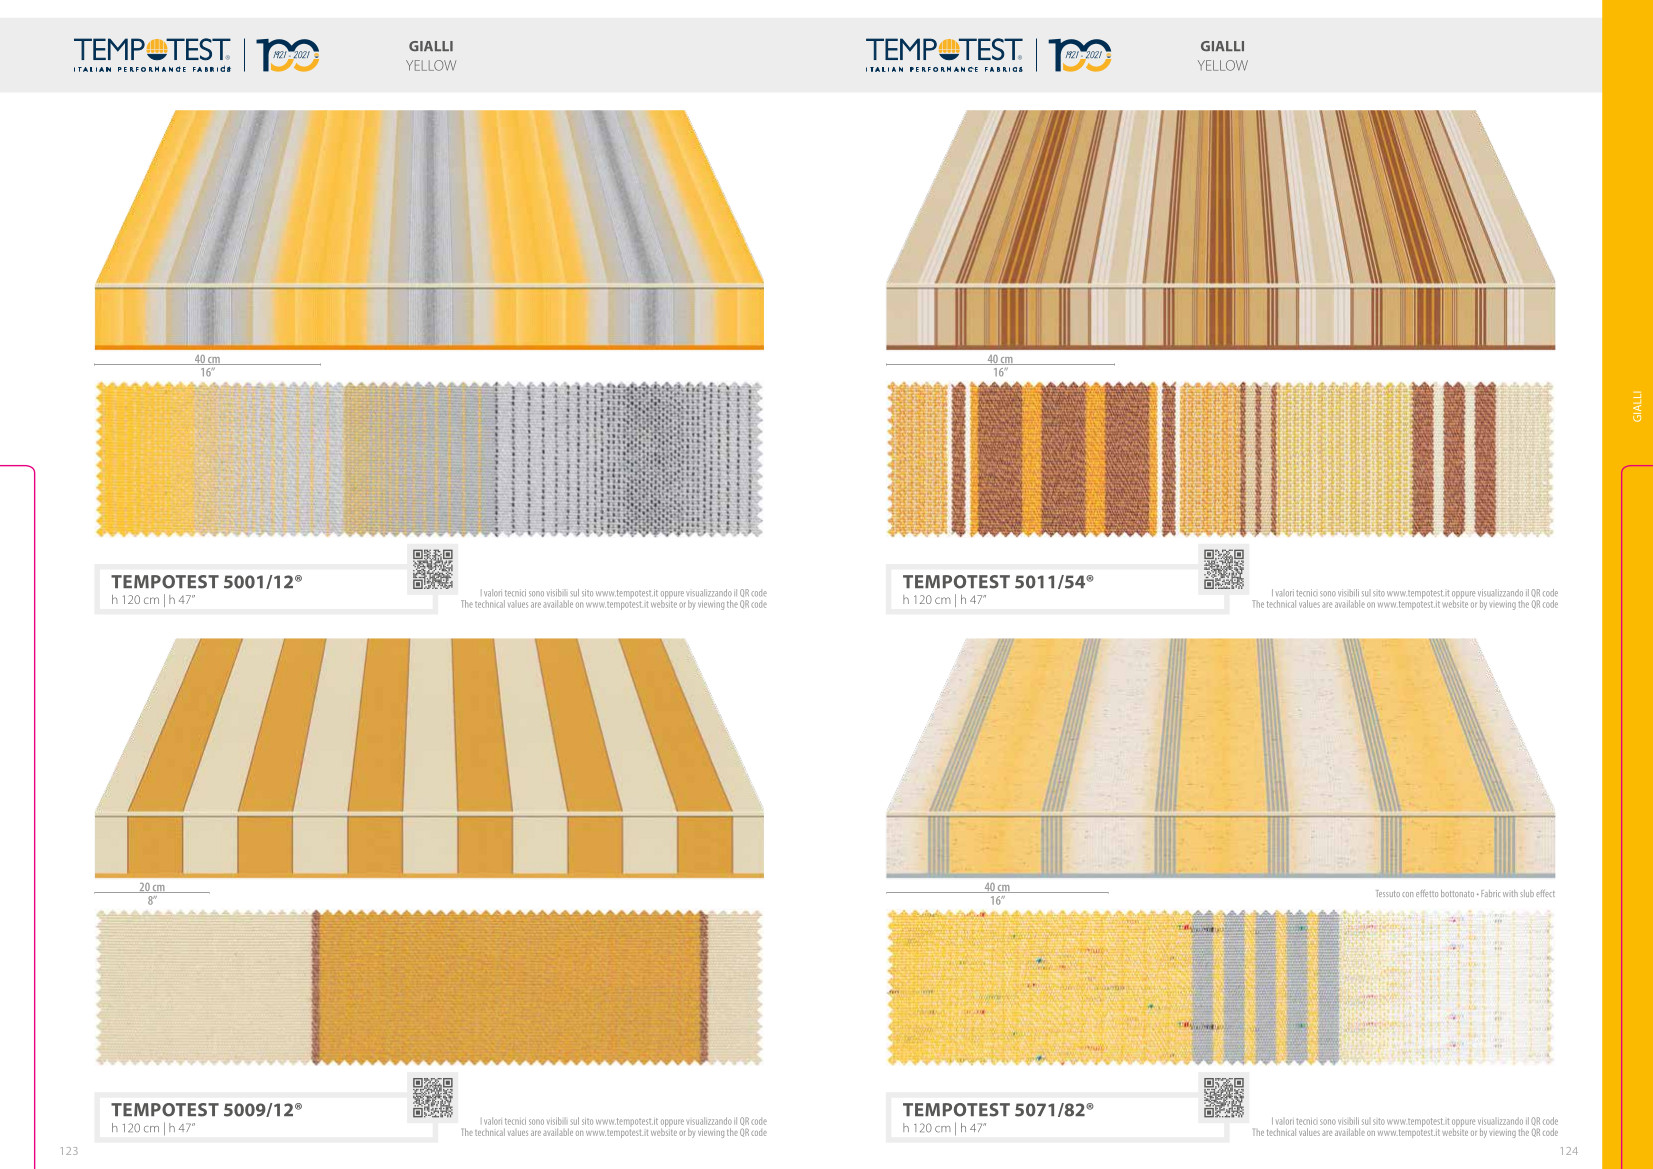 TEMPOTEST®
ITALIAN PERFORMANCE FABRICS
100
1921 - 2021
GIALLI
YELLOW
40 cm
16”
TEMPOTEST 5001/12®
h 120 cm | h 47”
I valori tecnici sono visibili sul sito www.tempotest.it oppure visualizzando il QR code
The technical values are available on www.tempotest.it website or by viewing the QR code
20 cm
8”
TEMPOTEST 5009/12®
h 120 cm | h 47”
I valori tecnici sono visibili sul sito www.tempotest.it oppure visualizzando il QR code
The technical values are available on www.tempotest.it website or by viewing the QR code
123
TEMPOTEST®
ITALIAN PERFORMANCE FABRICS
100
1921 - 2021
GIALLI
YELLOW
40 cm
16”
TEMPOTEST 5011/54®
h 120 cm | h 47”
I valori tecnici sono visibili sul sito www.tempotest.it oppure visualizzando il QR code
The technical values are available on www.tempotest.it website or by viewing the QR code
40 cm
16”
Tessuto con effetto bottonato • Fabric with slub effect
TEMPOTEST 5071/82®
h 120 cm | h 47”
I valori tecnici sono visibili sul sito www.tempotest.it oppure visualizzando il QR code
The technical values are available on www.tempotest.it website or by viewing the QR code
124
GIALLI